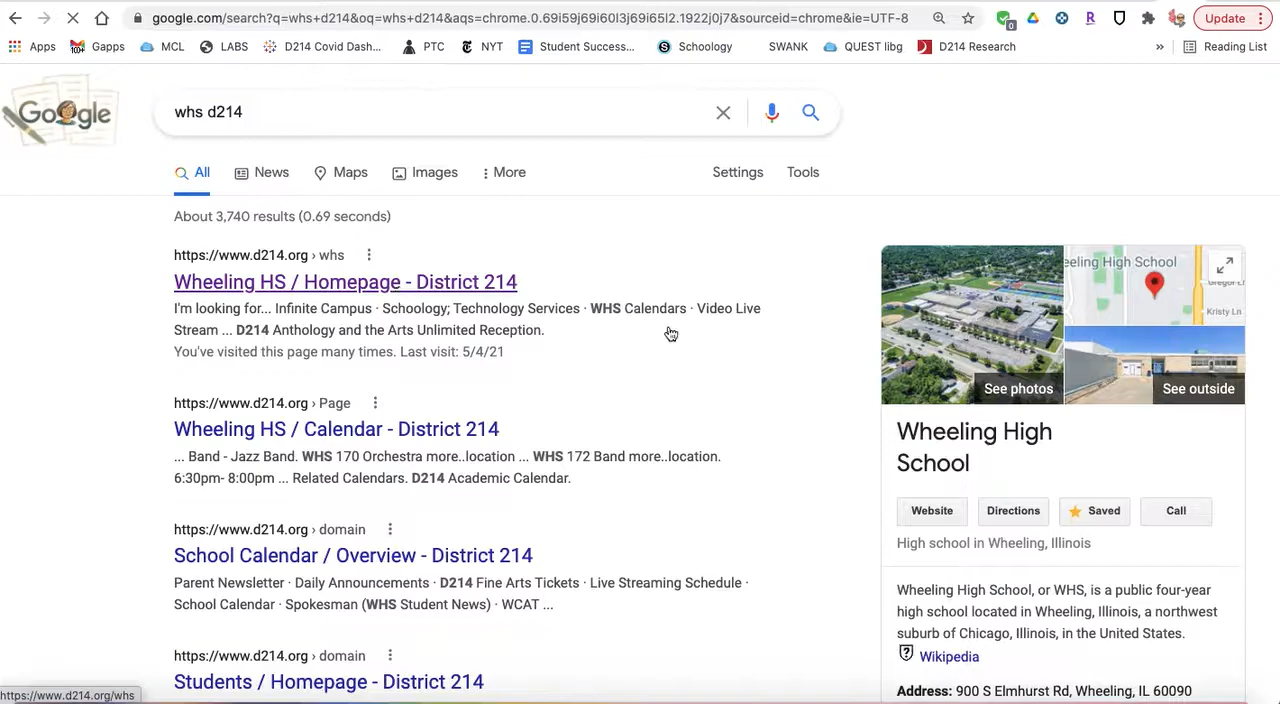 google.com/search?q=whs+d214&oq=whs+d214&aqs=chrome.0.69i59j69i60l3j69i65l2.1922j0j7&sourceid=chrome&ie=UTF-8
0
R
Update
Apps
10+
Gapps
MCL
LABS
D214 Covid Dash...
PTC
NYT
Student Success...
S
Schoology
SWANK
QUEST libg
D214 Research
»
Reading List
Google
whs d214
All
News
Maps
Images
More
Settings
Tools
About 3,740 results (0.69 seconds)
https://www.d214.org › whs
Wheeling HS / Homepage - District 214
I'm looking for... Infinite Campus · Schoology; Technology Services · WHS Calendars · Video Live
Stream ... D214 Anthology and the Arts Unlimited Reception.
You've visited this page many times. Last visit: 5/4/21
https://www.d214.org › Page
Wheeling HS / Calendar - District 214
... Band - Jazz Band. WHS 170 Orchestra more..location ... WHS 172 Band more..location.
6:30pm- 8:00pm ... Related Calendars. D214 Academic Calendar.
https://www.d214.org › domain
School Calendar / Overview - District 214
Parent Newsletter · Daily Announcements · D214 Fine Arts Tickets · Live Streaming Schedule ·
School Calendar · Spokesman (WHS Student News) · WCAT ...
https://www.d214.org › domain
Students / Homepage - District 214
eeling High School
Kristy Ln
See photos
See outside
Wheeling High
School
Website
Directions
Saved
Call
High school in Wheeling, Illinois
Wheeling High School, or WHS, is a public four-year
high school located in Wheeling, Illinois, a northwest
suburb of Chicago, Illinois, in the United States.
Wikipedia
Address: 900 S Elmhurst Rd, Wheeling, IL 60090
https://www.d214.org/whs